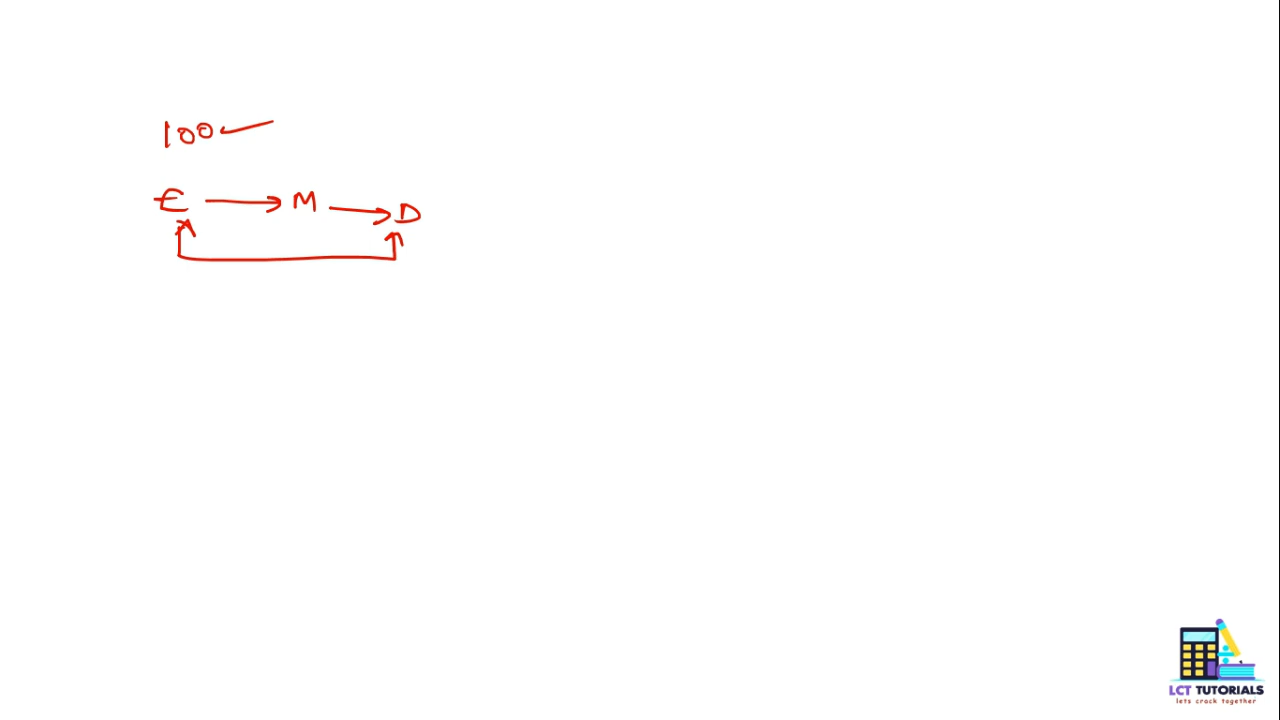 100
E → M → D
LCT TUTORIALS
lets crack together